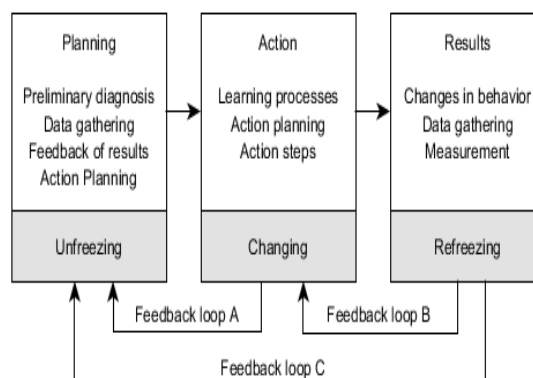 Planning
Preliminary diagnosis
Data gathering
Feedback of results
Action Planning
Unfreezing
Action
Learning processes
Action planning
Action steps
Changing
Results
Changes in behavior
Data gathering
Measurement
Refreezing
Feedback loop A
Feedback loop B
Feedback loop C